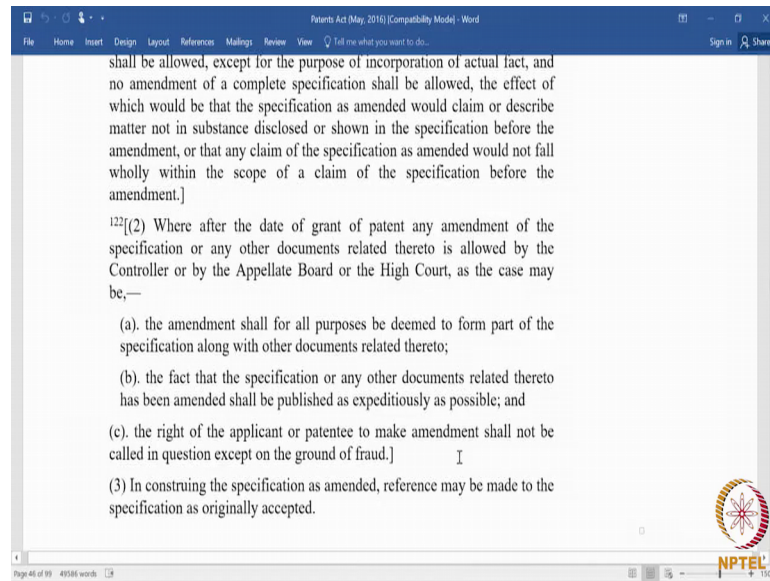 Patents Act (May, 2016) [Compatibility Mode] - Word
File Home Insert Design Layout References Mailings Review View Tell me what you want to do... Sign in Share
shall be allowed, except for the purpose of incorporation of actual fact, and
no amendment of a complete specification shall be allowed, the effect of
which would be that the specification as amended would claim or describe
matter not in substance disclosed or shown in the specification before the
amendment, or that any claim of the specification as amended would not fall
wholly within the scope of a claim of the specification before the
amendment.]
122[(2) Where after the date of grant of patent any amendment of the
specification or any other documents related thereto is allowed by the
Controller or by the Appellate Board or the High Court, as the case may
be,—
(a). the amendment shall for all purposes be deemed to form part of the
specification along with other documents related thereto;
(b). the fact that the specification or any other documents related thereto
has been amended shall be published as expeditiously as possible; and
(c). the right of the applicant or patentee to make amendment shall not be
called in question except on the ground of fraud.]
(3) In construing the specification as amended, reference may be made to the
specification as originally accepted.
NPTEL
Page 46 of 99 49586 words